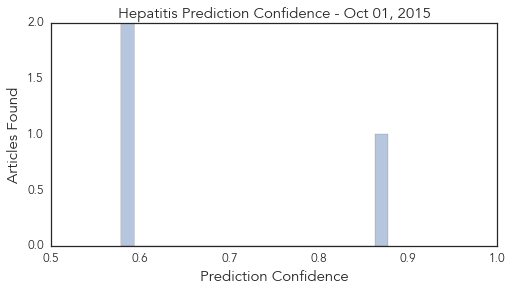 Hepatitis Prediction Confidence - Oct 01, 2015
2.0
1.5
1.0
0.5
0.0
Articles Found
0.5 0.6 0.7 0.8 0.9 1.0
Prediction Confidence